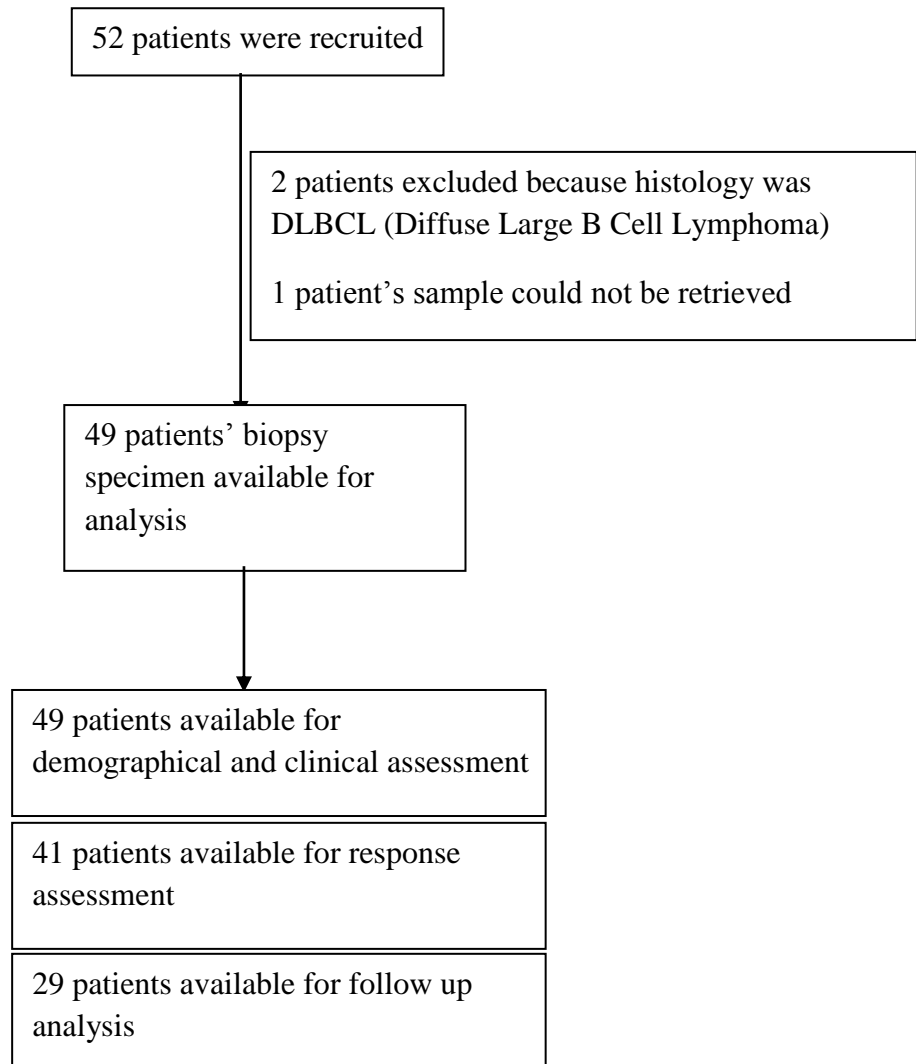 52 patients were recruited
2 patients excluded because histology was
DLBCL (Diffuse Large B Cell Lymphoma)
1 patient’s sample could not be retrieved
49 patients’ biopsy
specimen available for
analysis
49 patients available for
demographical and clinical assessment
41 patients available for response
assessment
29 patients available for follow up
analysis